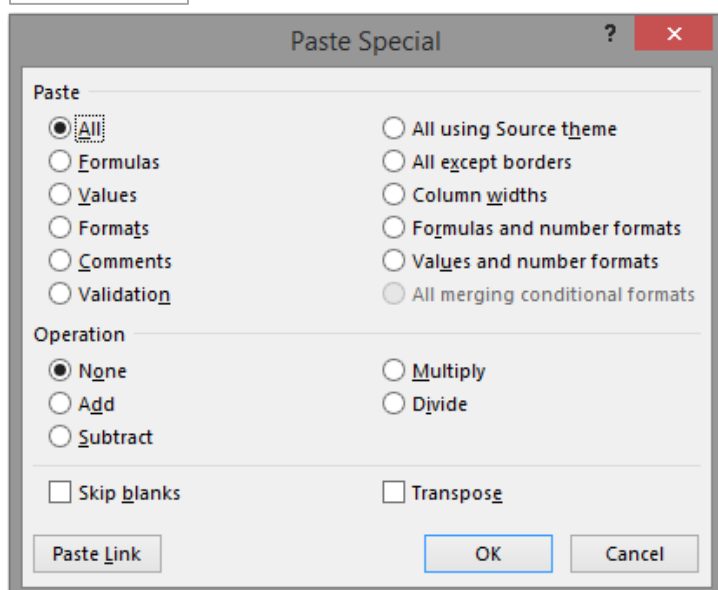 Paste Special
?
×
Paste
All
All using Source theme
Formulas
All except borders
Values
Column widths
Formats
Formulas and number formats
Comments
Values and number formats
Validation
All merging conditional formats
Operation
None
Multiply
Add
Divide
Subtract
Skip blanks
Transpose
Paste Link
OK
Cancel